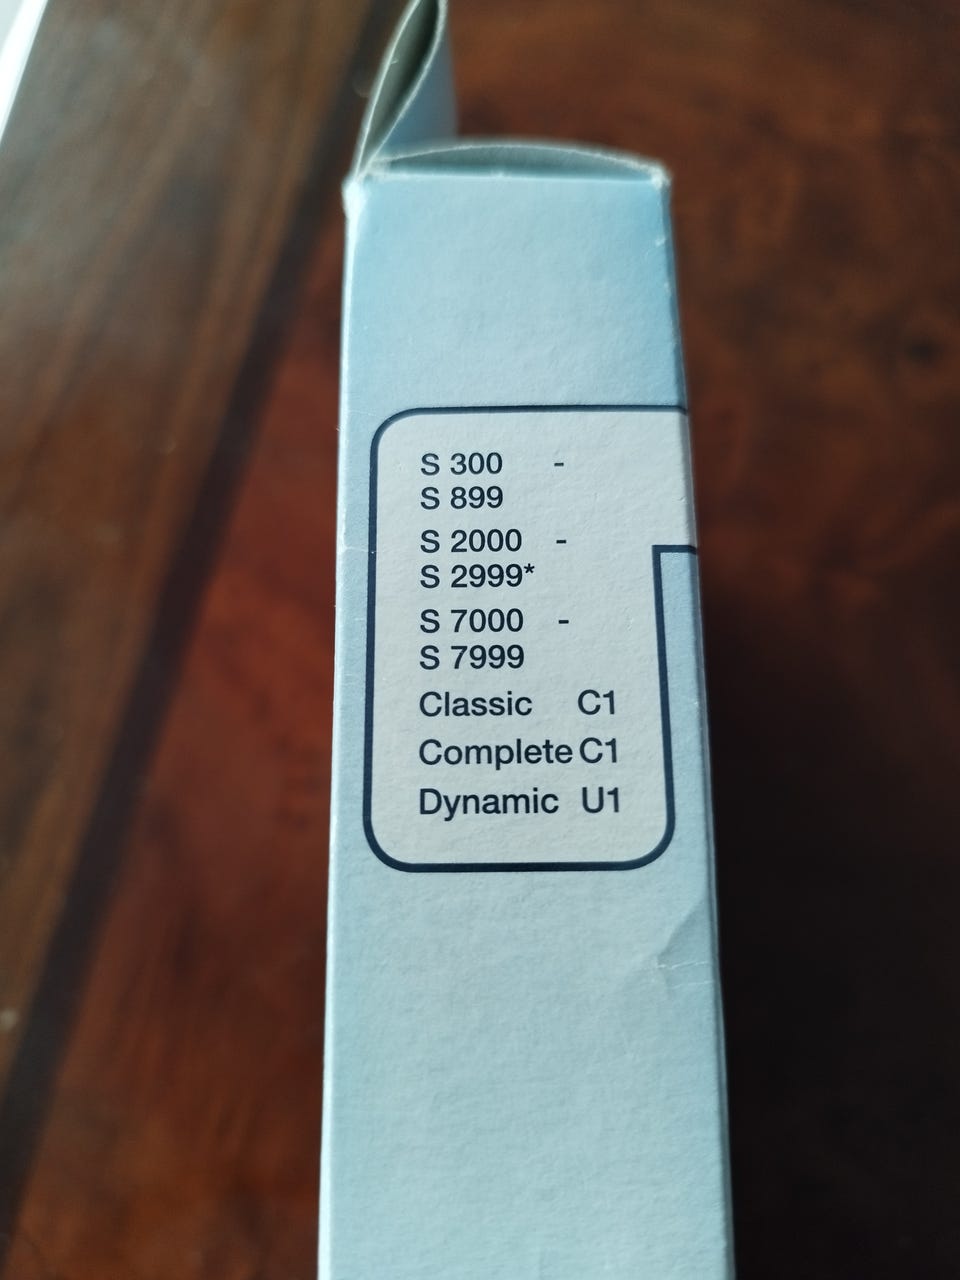 S 300 -
S 899
S 2000 -
S 2999*
S 7000 -
S 7999
Classic C1
Complete C1
Dynamic U1